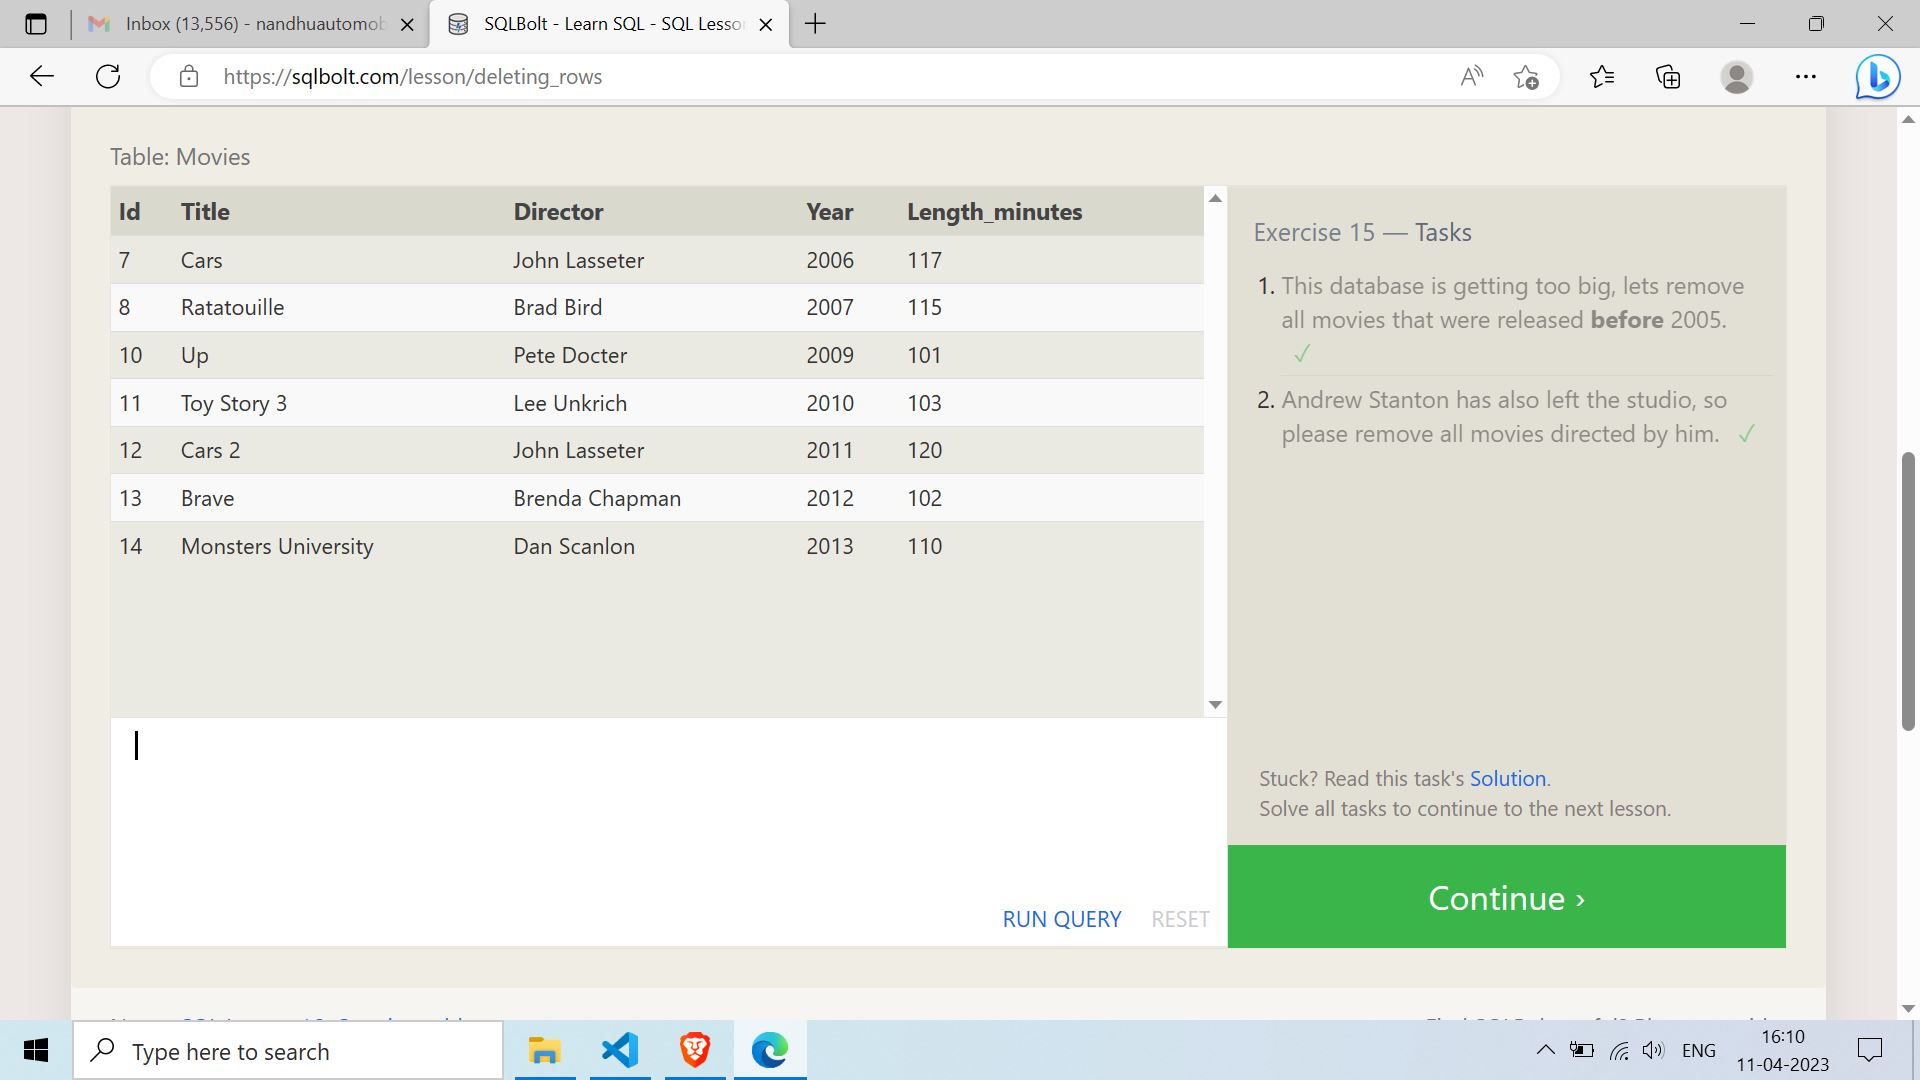 Inbox (13,556) - nandhuautomob
SQLBolt - Learn SQL - SQL Lesso
https://sqlbolt.com/lesson/deleting_rows
Table: Movies
Id Title Director Year Length_minutes
7 Cars John Lasseter 2006 117
8 Ratatouille Brad Bird 2007 115
10 Up Pete Docter 2009 101
11 Toy Story 3 Lee Unkrich 2010 103
12 Cars 2 John Lasseter 2011 120
13 Brave Brenda Chapman 2012 102
14 Monsters University Dan Scanlon 2013 110
RUN QUERY RESET
Exercise 15 — Tasks
1. This database is getting too big, lets remove
all movies that were released before 2005.
✓
2. Andrew Stanton has also left the studio, so
please remove all movies directed by him. ✓
Stuck? Read this task's Solution.
Solve all tasks to continue to the next lesson.
Continue ›
Type here to search
ENG
16:10
11-04-2023